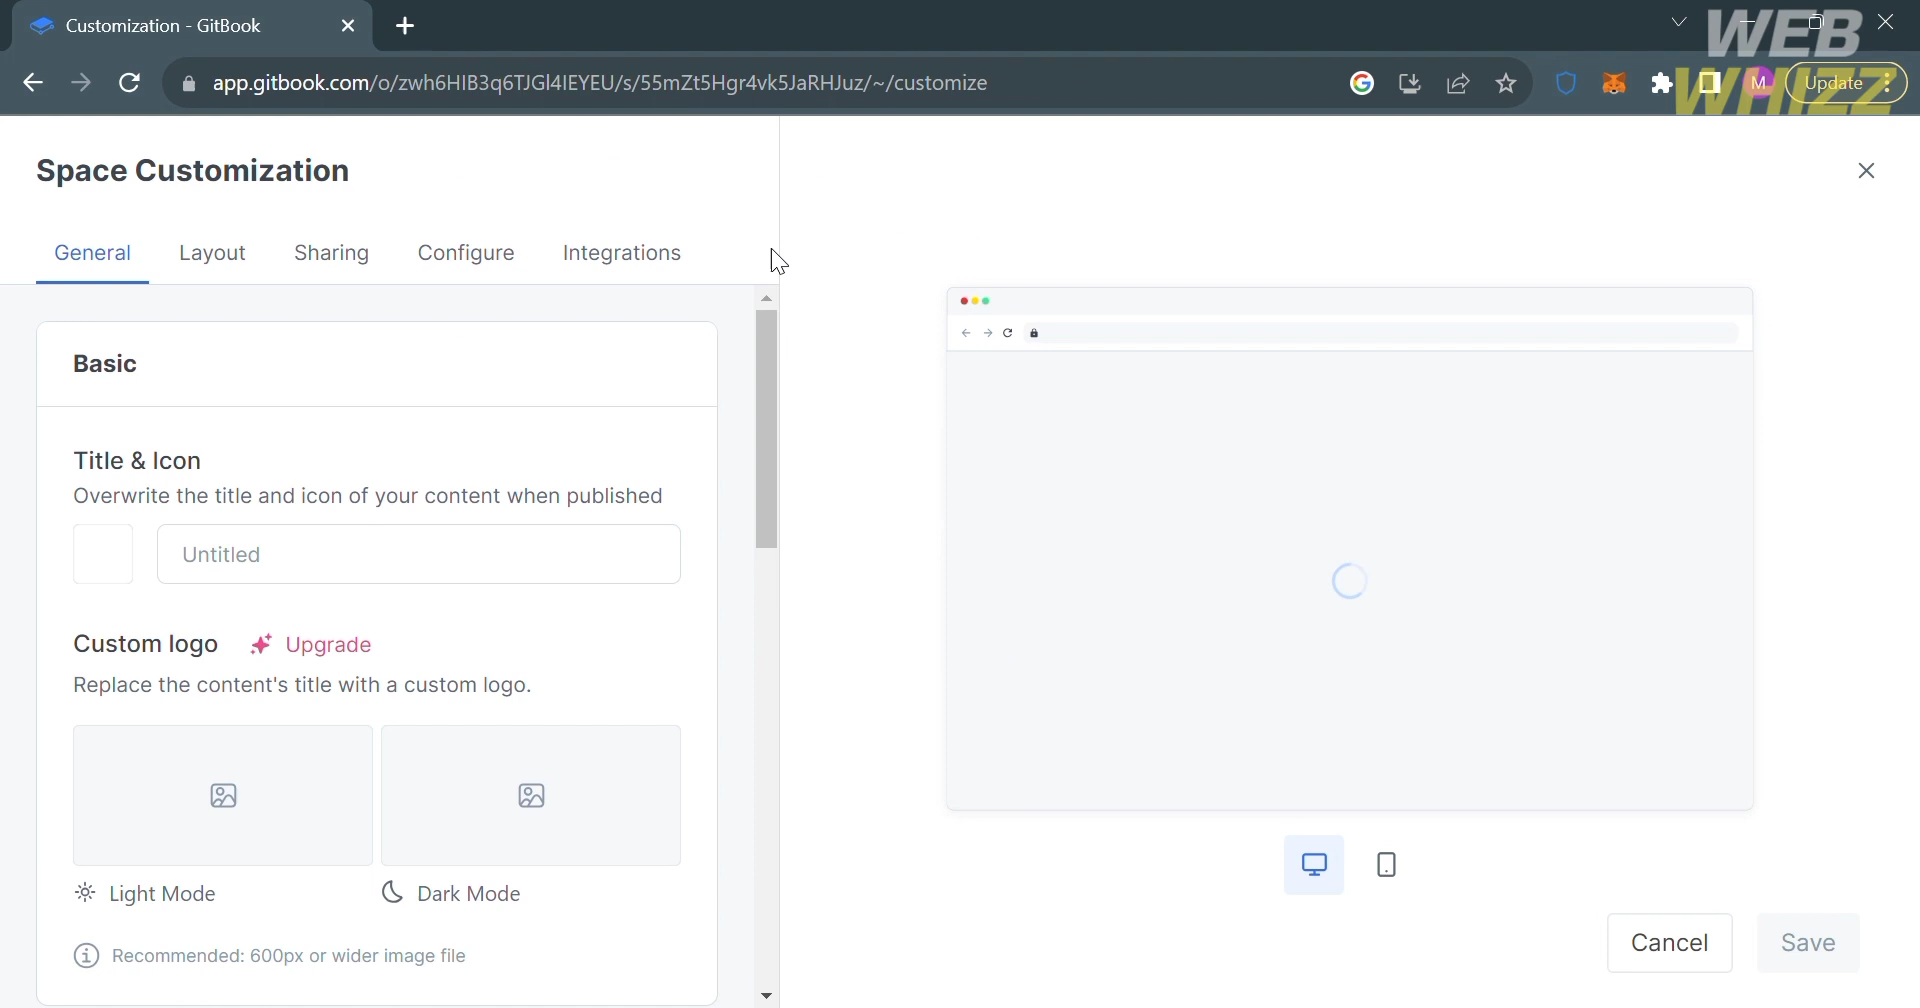 Customization - GitBook
WEB
app.gitbook.com/o/zwh6HIB3q6TJGl4IEYEU/s/55mZt5Hgr4vk5JaRHJuz/~/customize
G
M
Update
WHIZZ
Space Customization
General
Layout
Sharing
Configure
Integrations
Basic
Title & Icon
Overwrite the title and icon of your content when published
Untitled
Custom logo
Upgrade
Replace the content's title with a custom logo.
Light Mode
Dark Mode
Recommended: 600px or wider image file
Cancel
Save